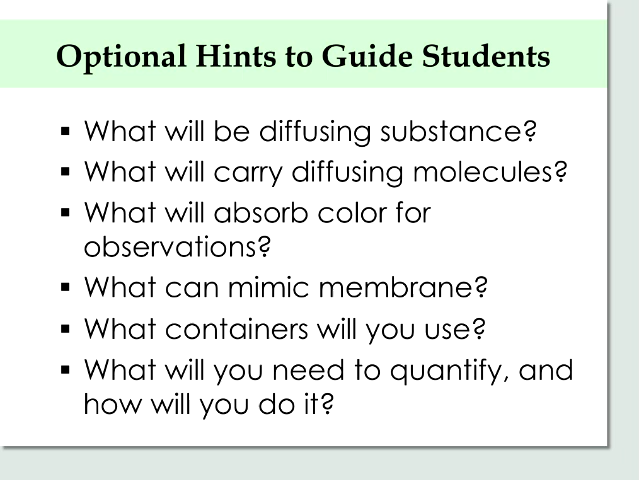 Optional Hints to Guide Students
▪ What will be diffusing substance?
▪ What will carry diffusing molecules?
▪ What will absorb color for
observations?
▪ What can mimic membrane?
▪ What containers will you use?
▪ What will you need to quantify, and
how will you do it?